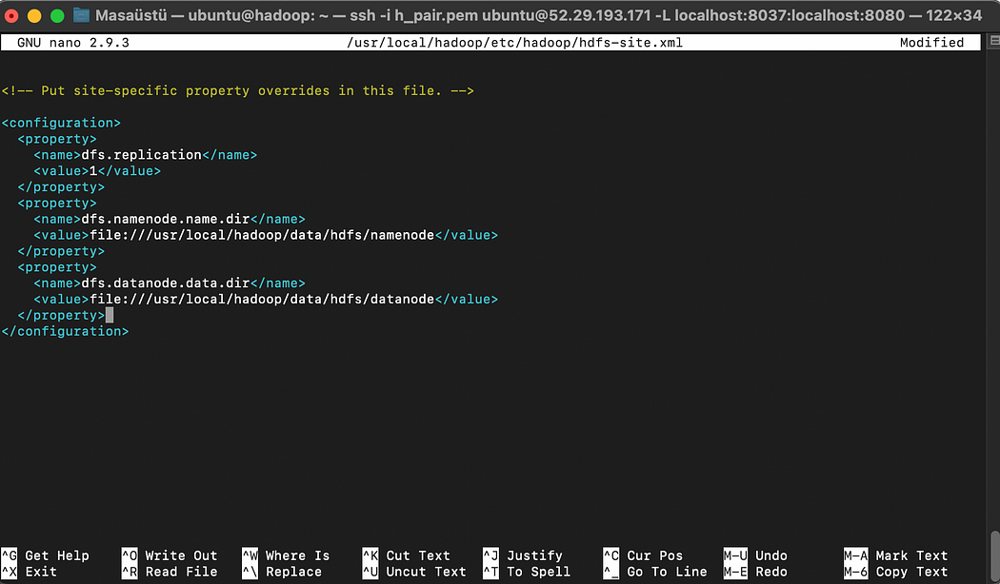 Masaüstü — ubuntu@hadoop: ~ — ssh -i h_pair.pem ubuntu@52.29.193.171 -L localhost:8037:localhost:8080 — 122×34
GNU nano 2.9.3 /usr/local/hadoop/etc/hadoop/hdfs-site.xml Modified
<!-- Put site-specific property overrides in this file. -->
<configuration>
  <property>
    <name>dfs.replication</name>
    <value>1</value>
  </property>
  <property>
    <name>dfs.namenode.name.dir</name>
    <value>file:///usr/local/hadoop/data/hdfs/namenode</value>
  </property>
  <property>
    <name>dfs.datanode.data.dir</name>
    <value>file:///usr/local/hadoop/data/hdfs/datanode</value>
  </property>
</configuration>
^G Get Help ^O Write Out ^W Where Is ^K Cut Text ^J Justify ^C Cur Pos M-U Undo M-A Mark Text
^X Exit ^R Read File ^\ Replace ^U Uncut Text ^T To Spell ^_ Go To Line M-E Redo M-6 Copy Text